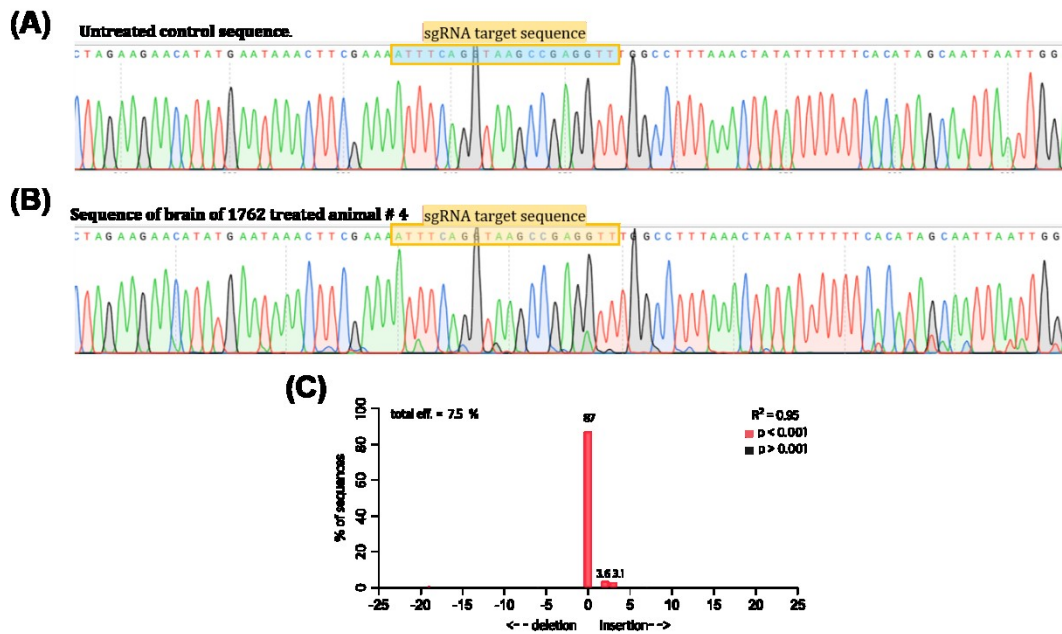 (A)
Untreated control sequence.
sgRNA target sequence
CTAGAAGAACATATGAATAAACTTCGAAAATTTCAGGTAAGCCGAGGTTTGGCCTTTAAACTATATTTTTTCACATAGCAATTAATTGG
(B)
Sequence of brain of 1762 treated animal # 4
sgRNA target sequence
CTAGAAGAACATATGAATAAACTTCGAAAATTTCAGGTAAGCCGAGGTTTGGCCTTTAAACTATATTTTTTCACATAGCAATTAATTGG
(C)
total eff. = 7.5 %
R² = 0.95
p < 0.001
p > 0.001
% of sequences
100
80
60
40
20
0
87
3.6 3.1
-25 -20 -15 -10 -5 0 5 10 15 20 25
<-- deletion Insertion-->